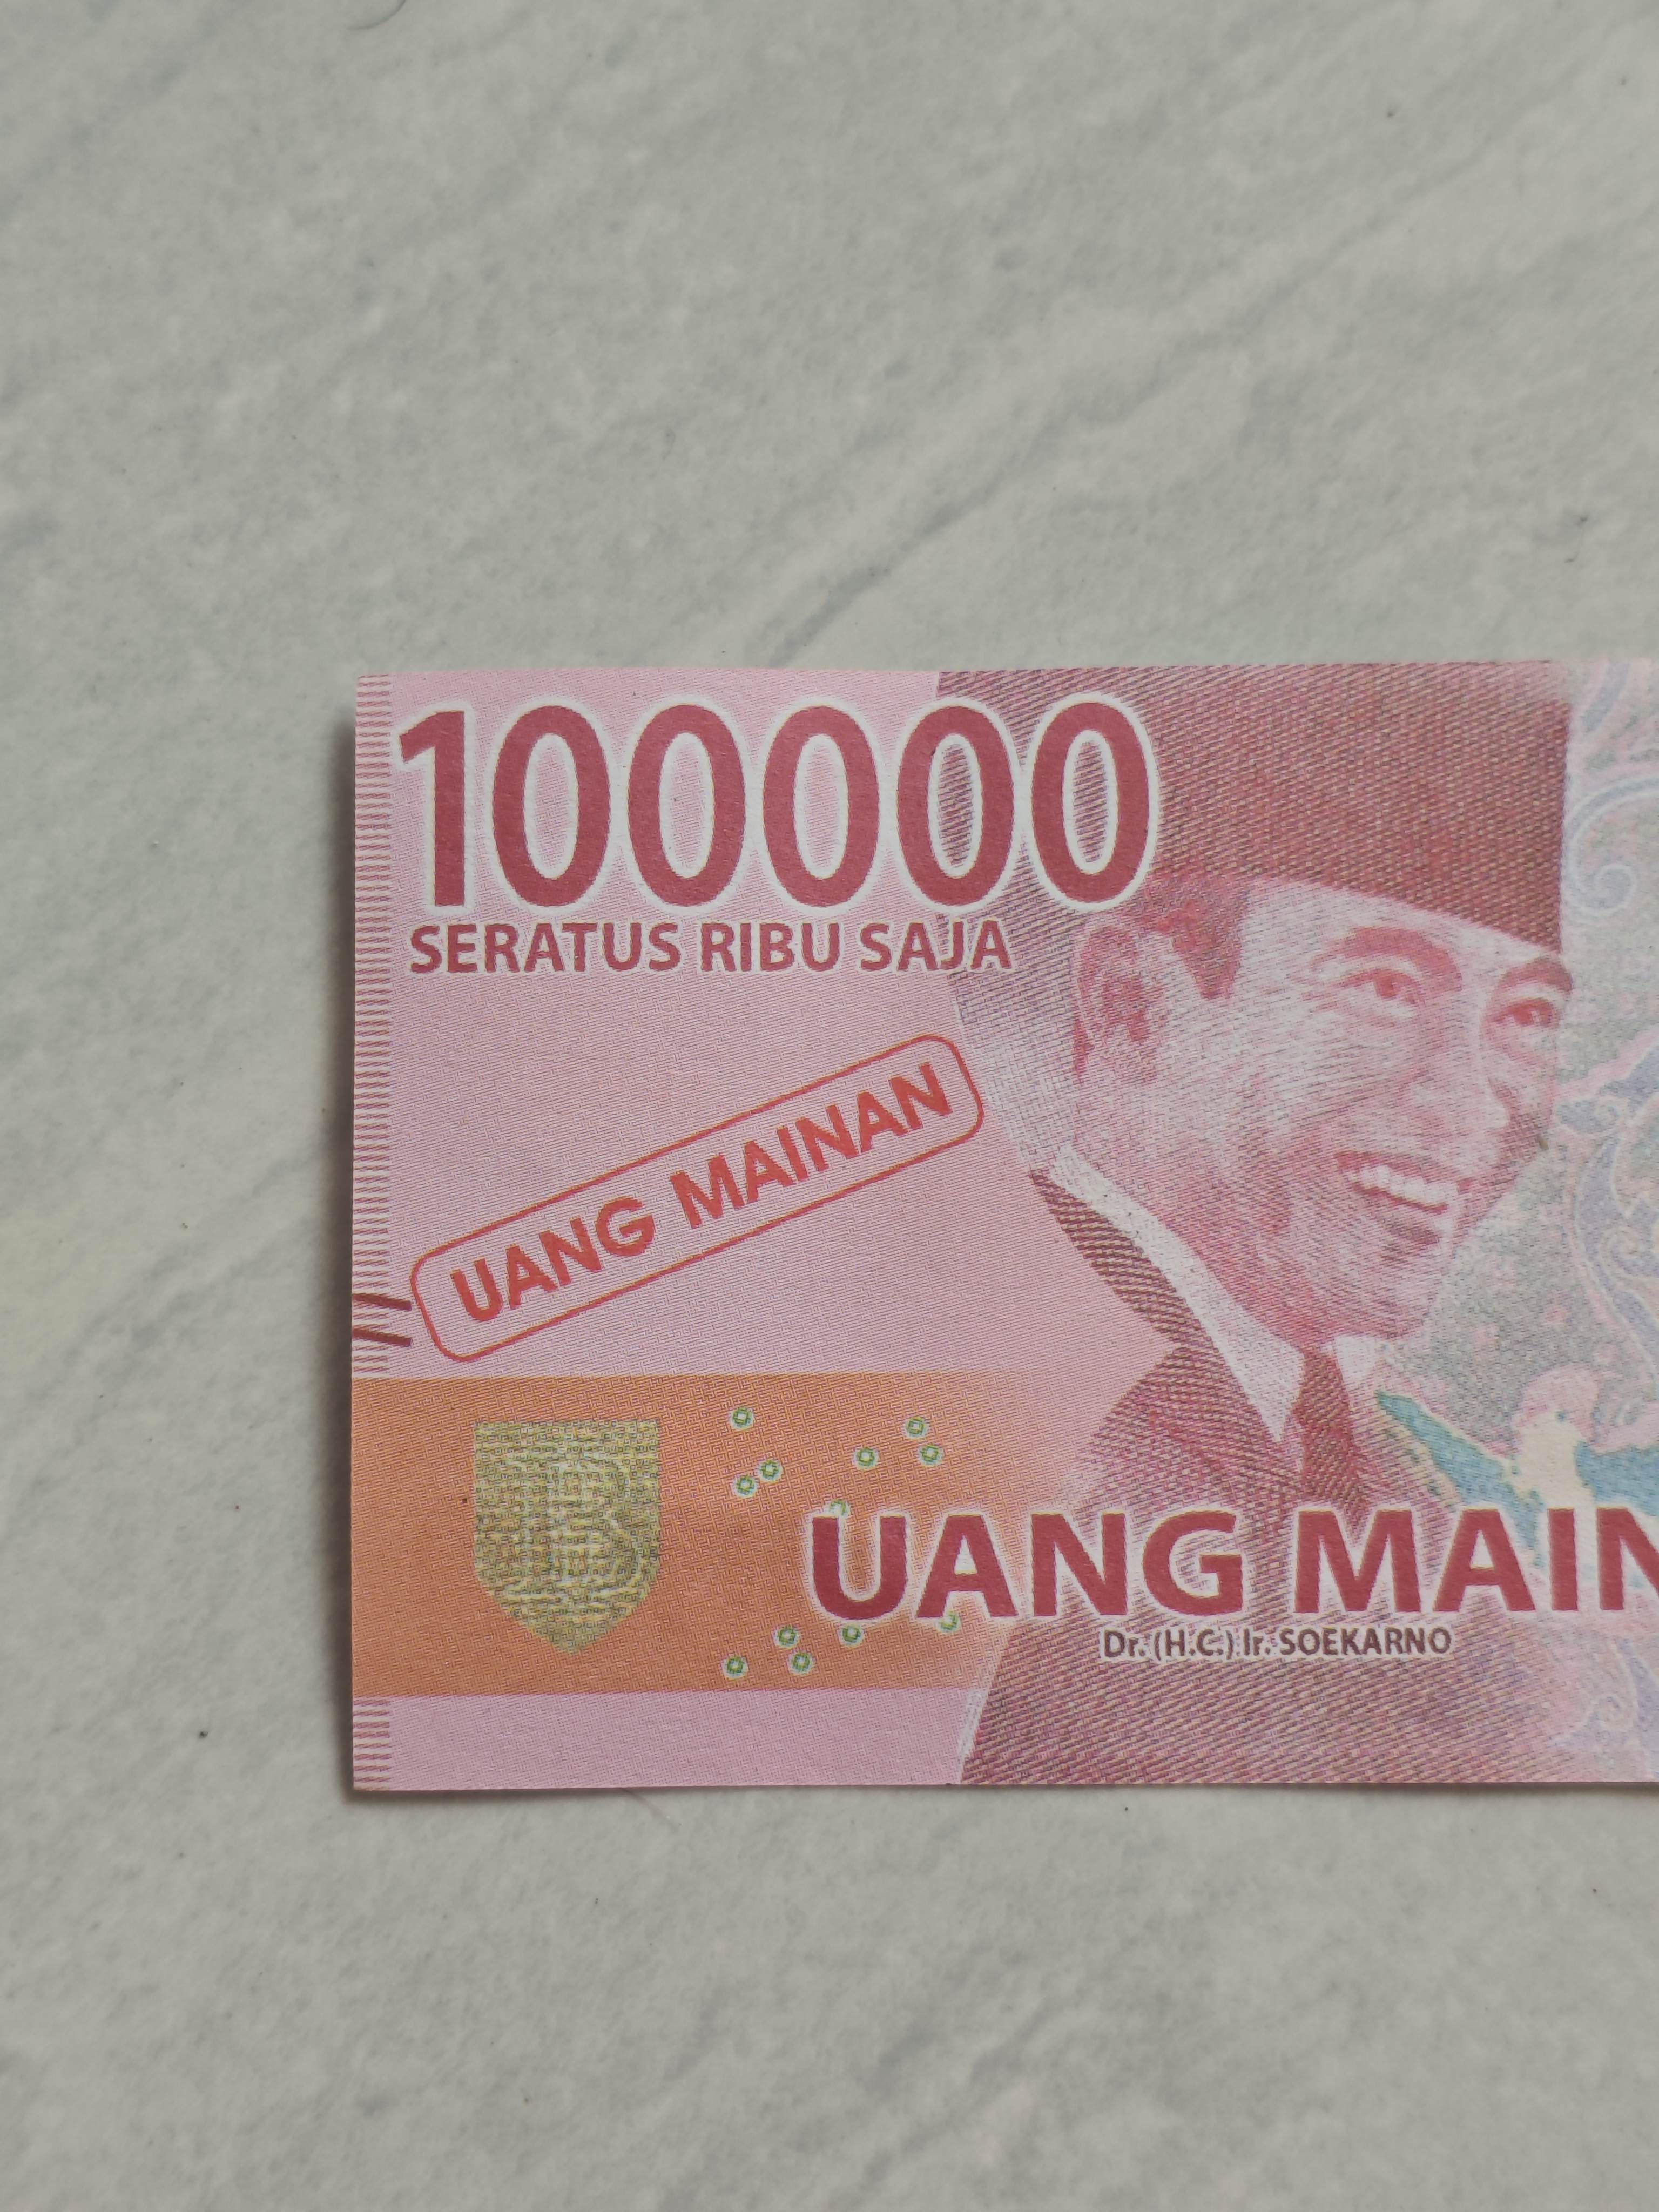 100000
SERATUS RIBU SAJA
UANG MAINAN
UANG MAIN
Dr. (H.C.) Ir. SOEKARNO